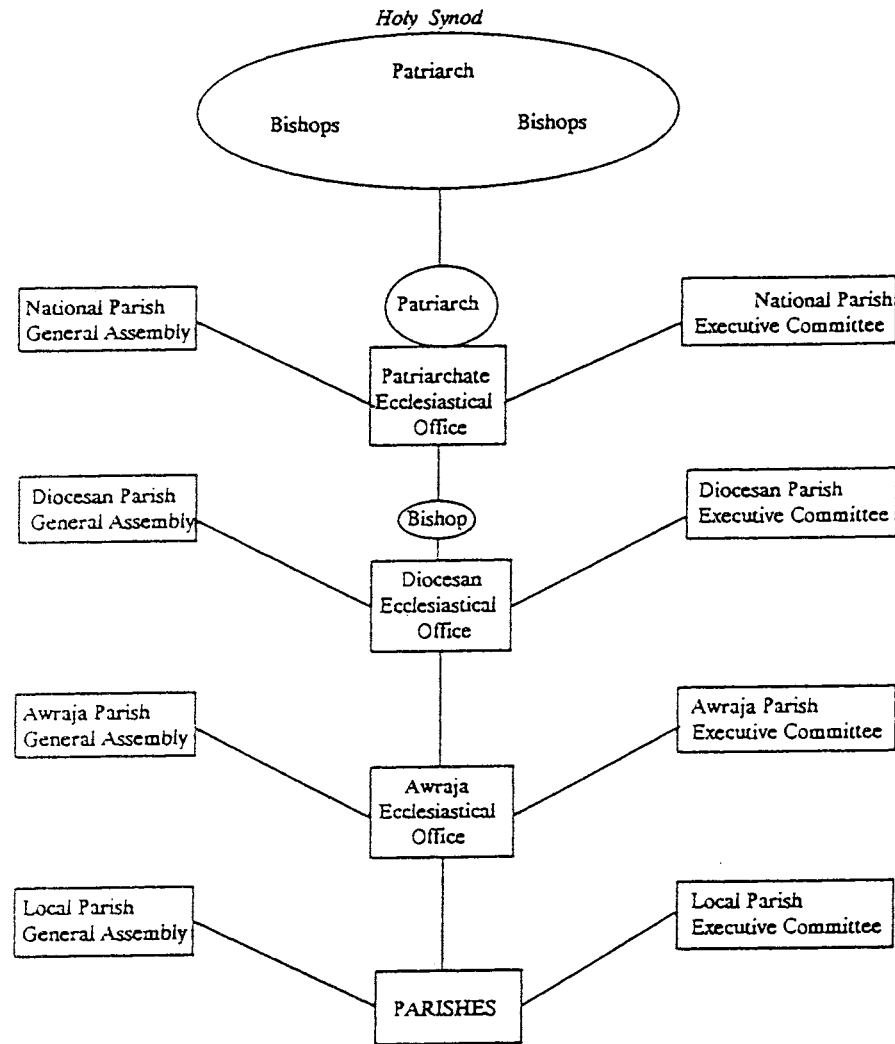 Holy Synod
Patriarch
Bishops
Bishops
Patriarch
National Parish
General Assembly
National Parish
Executive Committee
Patriarchate
Ecclesiastical
Office
Diocesan Parish
General Assembly
Bishop
Diocesan Parish
Executive Committee
Diocesan
Ecclesiastical
Office
Awraja Parish
General Assembly
Awraja Parish
Executive Committee
Awraja
Ecclesiastical
Office
Local Parish
General Assembly
Local Parish
Executive Committee
PARISHES